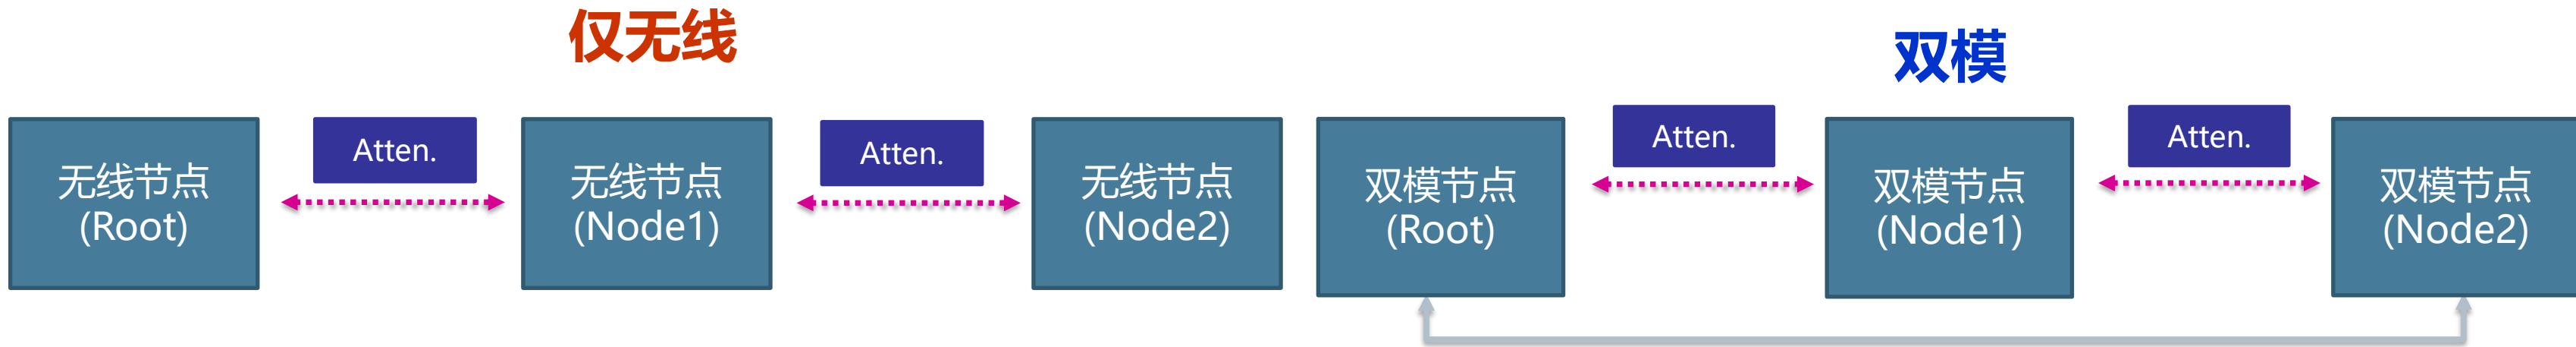 仅无线
双模
无线节点
(Root)
Atten.
无线节点
(Node1)
Atten.
无线节点
(Node2)
双模节点
(Root)
Atten.
双模节点
(Node1)
Atten.
双模节点
(Node2)